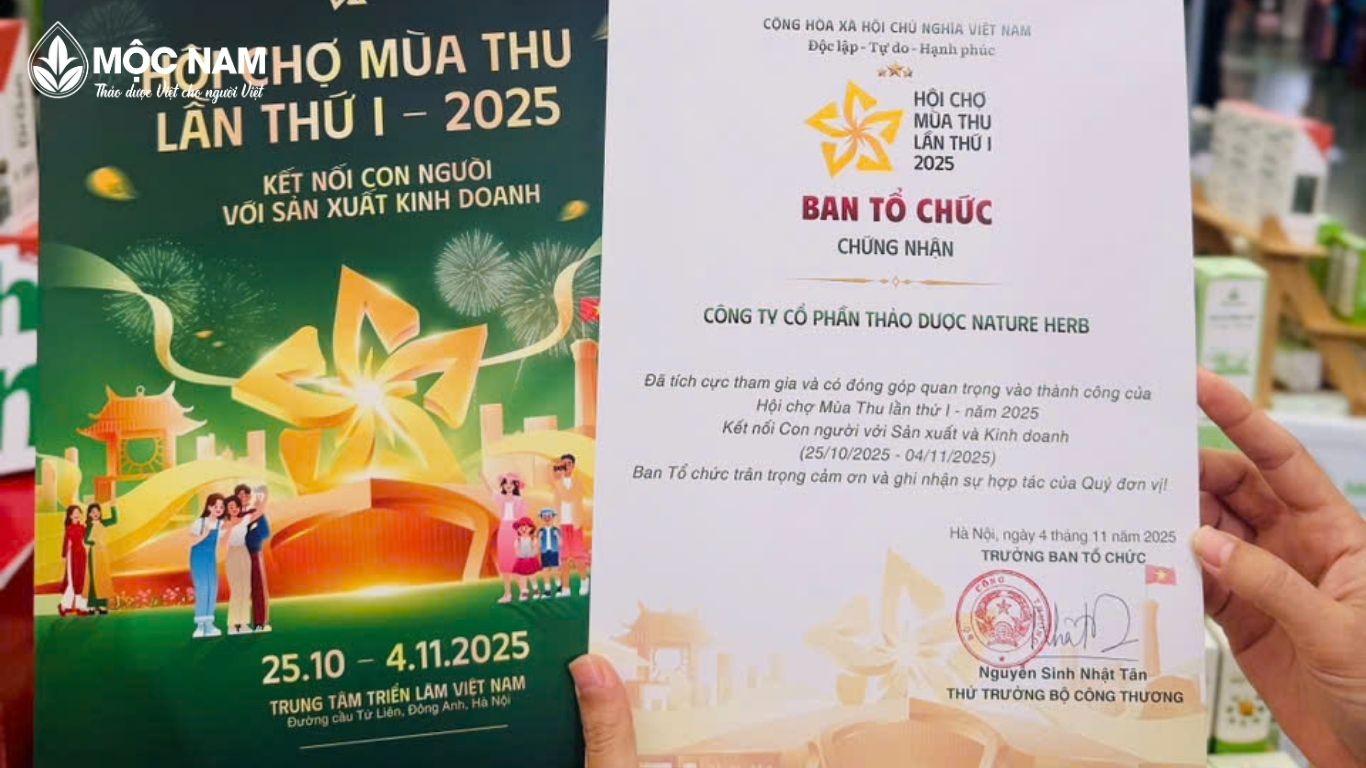 MỘC NAM
Thảo dược Việt cho người Việt
HỘI CHỢ MÙA THU
LẦN THỨ I - 2025
KẾT NỐI CON NGƯỜI
VỚI SẢN XUẤT KINH DOANH
25.10 - 4.11.2025
TRUNG TÂM TRIỂN LÃM VIỆT NAM
Đường cầu Tứ Liên, Đông Anh, Hà Nội
CỘNG HÒA XÃ HỘI CHỦ NGHĨA VIỆT NAM
Độc lập - Tự do - Hạnh phúc
HỘI CHỢ
MÙA THU
LẦN THỨ I
2025
BAN TỔ CHỨC
CHỨNG NHẬN
CÔNG TY CỔ PHẦN THẢO DƯỢC NATURE HERB
Đã tích cực tham gia và có đóng góp quan trọng vào thành công của
Hội chợ Mùa Thu lần thứ I - năm 2025
Kết nối Con người với Sản xuất và Kinh doanh
(25/10/2025 - 04/11/2025)
Ban Tổ chức trân trọng cảm ơn và ghi nhận sự hợp tác của Quý đơn vị!
Hà Nội, ngày 4 tháng 11 năm 2025
TRƯỞNG BAN TỔ CHỨC
Nguyễn Sinh Nhật Tân
THỨ TRƯỞNG BỘ CÔNG THƯƠNG